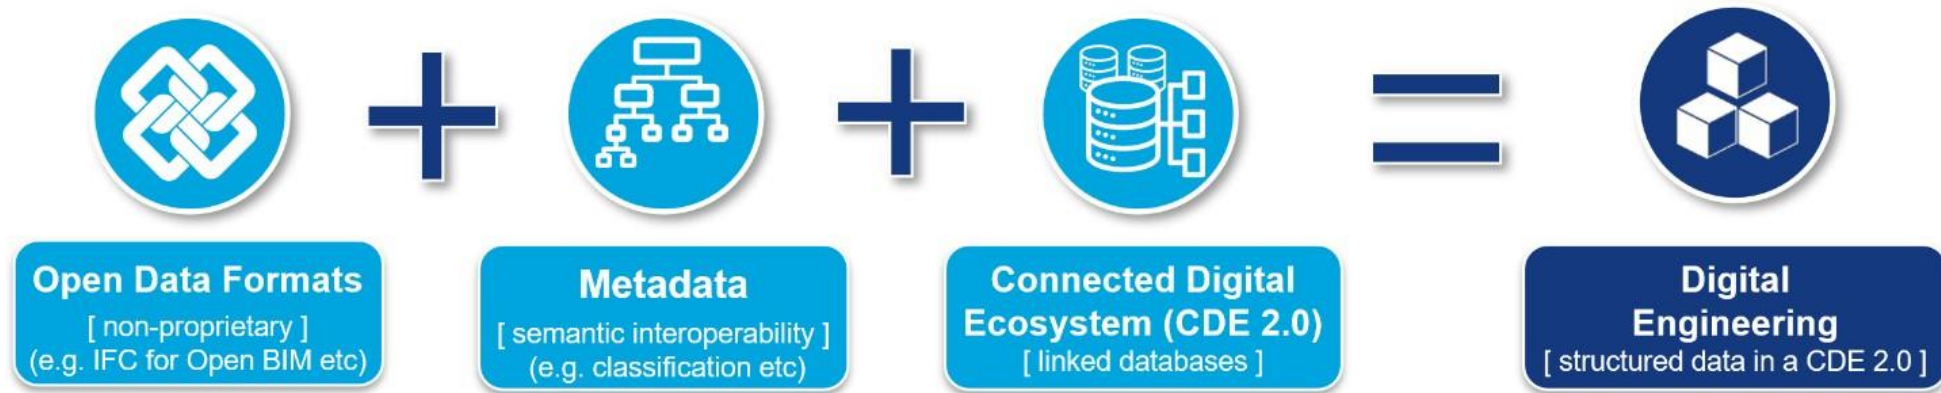 Open Data Formats
[ non-proprietary ]
(e.g. IFC for Open BIM etc)
Metadata
[ semantic interoperability ]
(e.g. classification etc)
Connected Digital
Ecosystem (CDE 2.0)
[ linked databases ]
Digital
Engineering
[ structured data in a CDE 2.0 ]